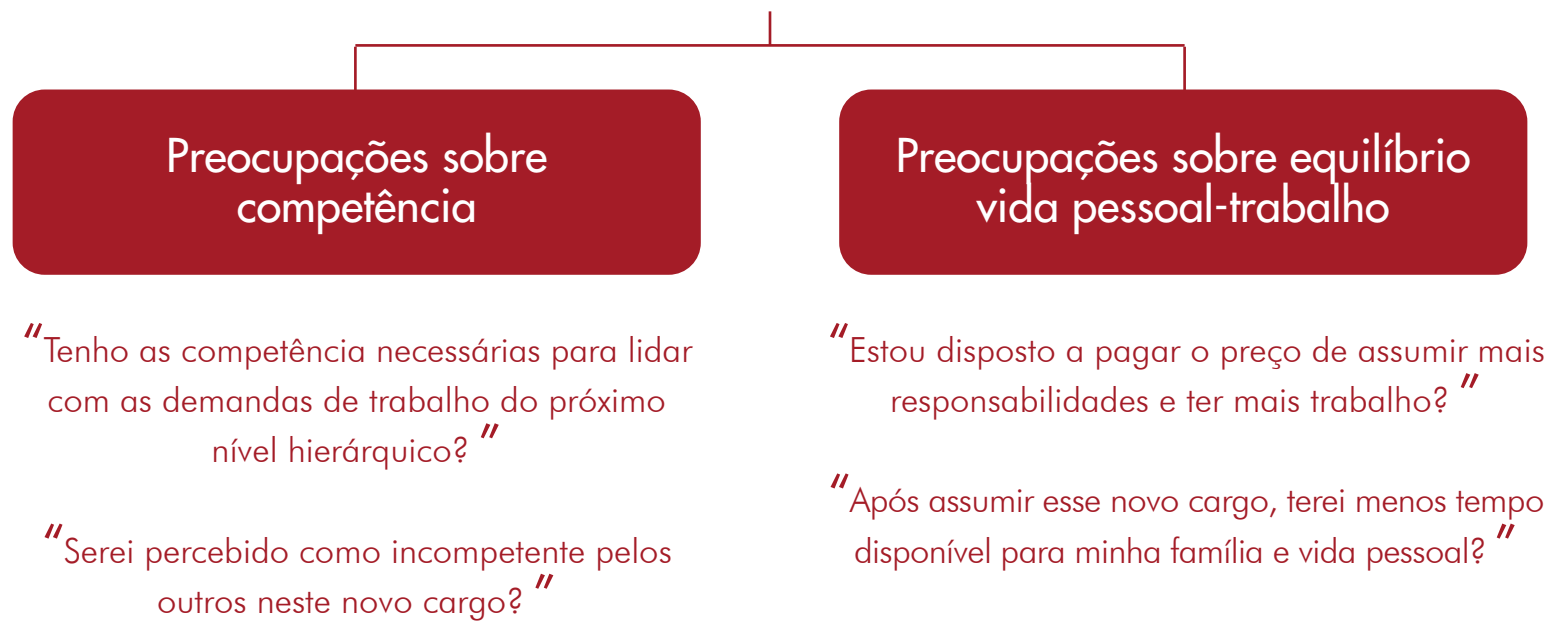 Preocupações sobre
competência
“Tenho as competência necessárias para lidar
com as demandas de trabalho do próximo
nível hierárquico?”
“Serei percebido como incompetente pelos
outros neste novo cargo?”
Preocupações sobre equilíbrio
vida pessoal-trabalho
“Estou disposto a pagar o preço de assumir mais
responsabilidades e ter mais trabalho?”
“Após assumir esse novo cargo, terei menos tempo
disponível para minha família e vida pessoal?”